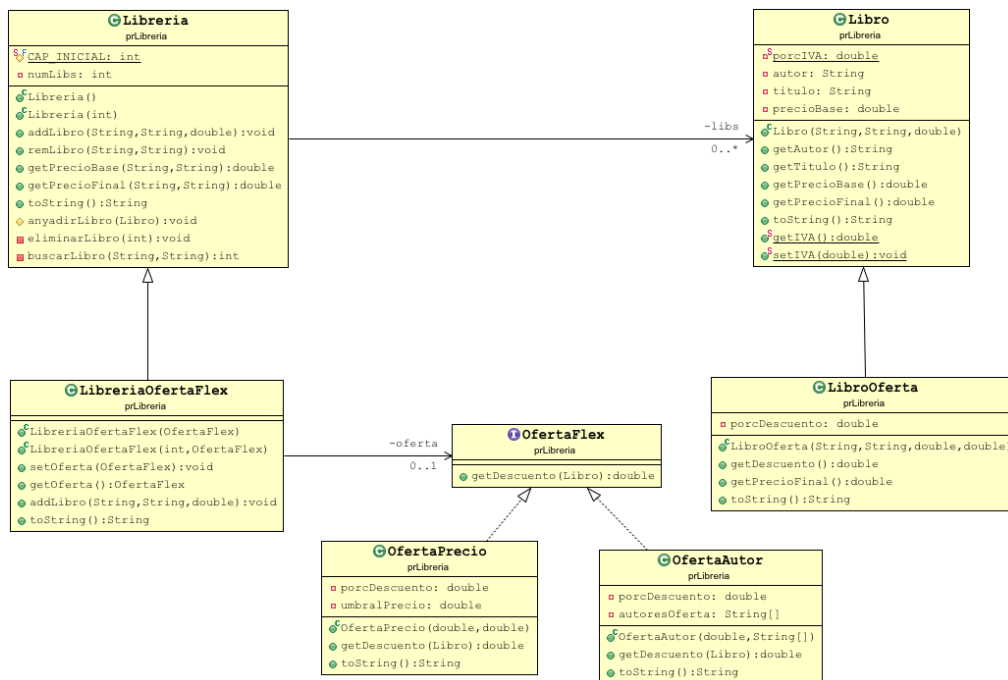 Libreria
prLibreria
CAP_INICIAL: int
numLibs: int
Libreria()
Libreria(int)
addLibro(String,String,double):void
remLibro(String,String):void
getPrecioBase(String,String):double
getPrecioFinal(String,String):double
toString():String
anyadirLibro(Libro):void
eliminarLibro(int):void
buscarLibro(String,String):int
-libs
0..*
Libro
prLibreria
porcIVA: double
autor: String
titulo: String
precioBase: double
Libro(String,String,double)
getAutor():String
getTitulo():String
getPrecioBase():double
getPrecioFinal():double
toString():String
getIVA():double
setIVA(double):void
LibreriaOfertaFlex
prLibreria
LibreriaOfertaFlex(OfertaFlex)
LibreriaOfertaFlex(int,OfertaFlex)
setOferta(OfertaFlex):void
getOferta():OfertaFlex
addLibro(String,String,double):void
toString():String
-oferta
0..1
OfertaFlex
prLibreria
getDescuento(Libro):double
LibroOferta
prLibreria
porcDescuento: double
LibroOferta(String,String,double,double)
getDescuento():double
getPrecioFinal():double
toString():String
OfertaPrecio
prLibreria
porcDescuento: double
umbralPrecio: double
OfertaPrecio(double,double)
getDescuento(Libro):double
toString():String
OfertaAutor
prLibreria
porcDescuento: double
autoresOferta: String[]
OfertaAutor(double,String[])
getDescuento(Libro):double
toString():String